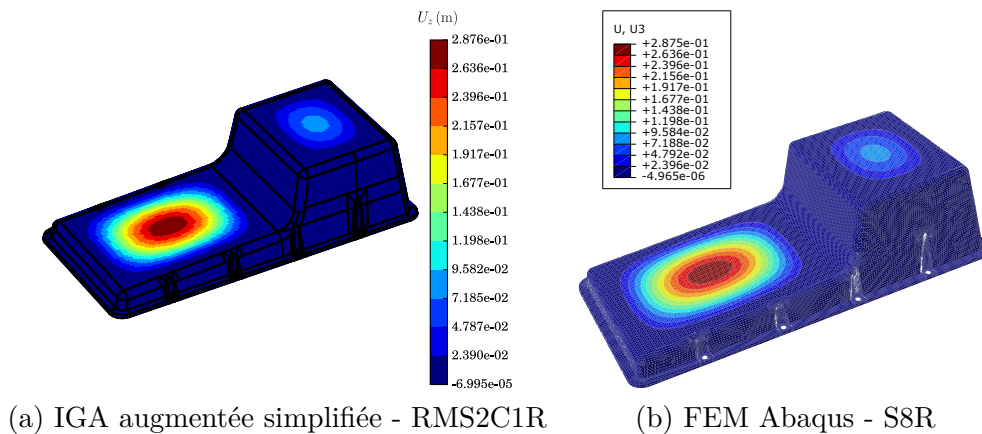 U_z (m)
2.876e-01
2.636e-01
2.396e-01
2.157e-01
1.917e-01
1.677e-01
1.438e-01
1.198e-01
9.582e-02
7.185e-02
4.787e-02
2.390e-02
-6.995e-05
U, U3
+2.875e-01
+2.636e-01
+2.396e-01
+2.156e-01
+1.917e-01
+1.677e-01
+1.438e-01
+1.198e-01
+9.584e-02
+7.188e-02
+4.792e-02
+2.396e-02
-4.965e-06
(a) IGA augmentée simplifiée - RMS2C1R
(b) FEM Abaqus - S8R